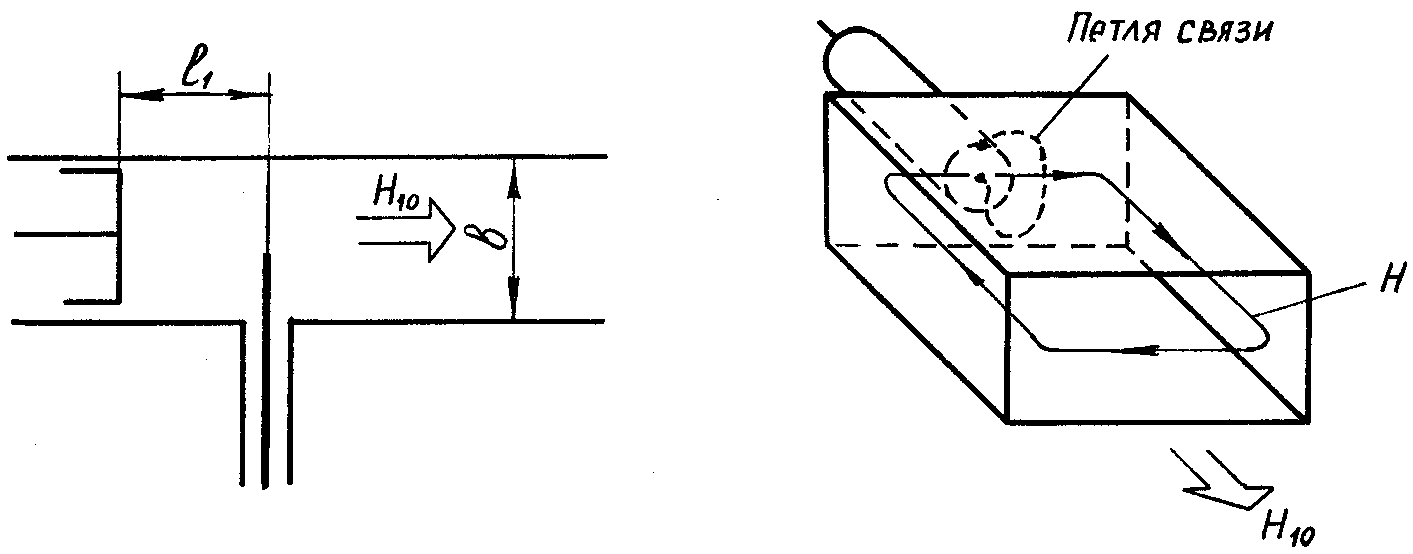 ℓ₁
H₁₀
в
Петля связи
H
H₁₀